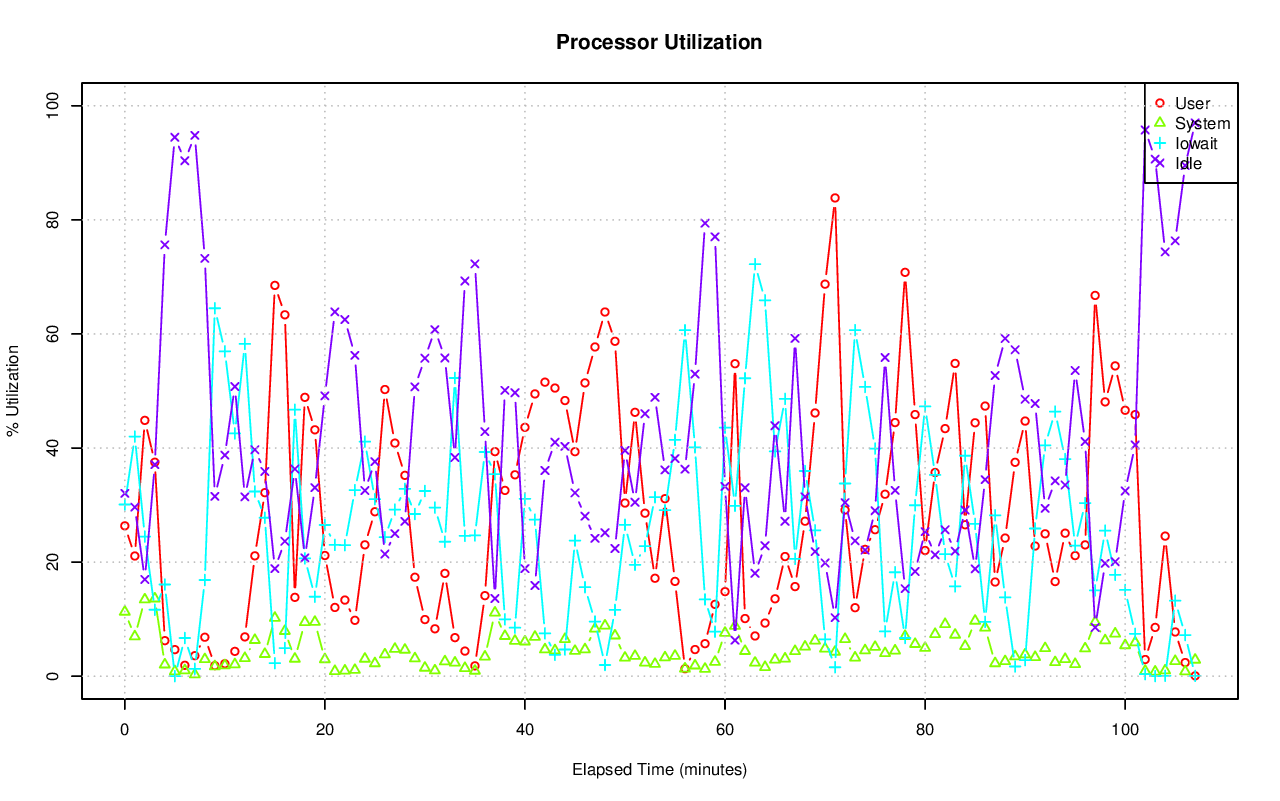 Processor Utilization
100
80
60
40
20
0
% Utilization
User
System
Iowait
Idle
0 20 40 60 80 100
Elapsed Time (minutes)